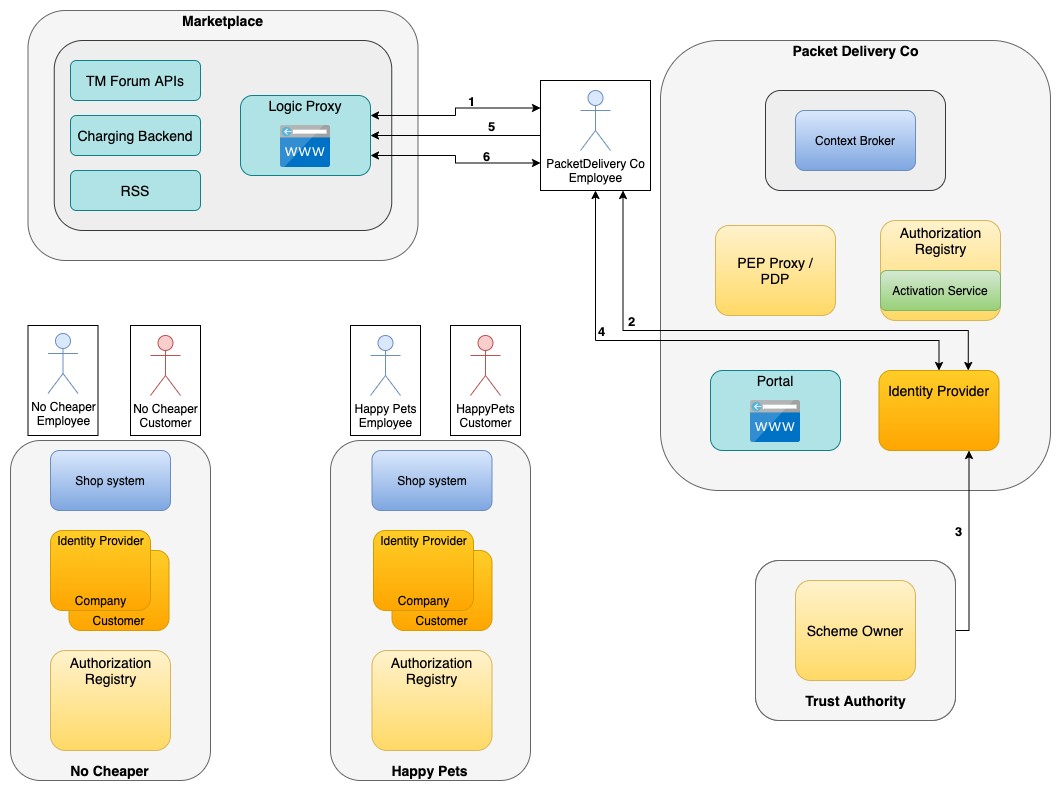 Marketplace
TM Forum APIs
Charging Backend
RSS
Logic Proxy
WWW
1
5
6
PacketDelivery Co
Employee
Packet Delivery Co
Context Broker
PEP Proxy /
PDP
Authorization
Registry
Activation Service
2
4
Portal
WWW
Identity Provider
3
Scheme Owner
Trust Authority
No Cheaper
Employee
No Cheaper
Customer
Shop system
Identity Provider
Company
Customer
Authorization
Registry
No Cheaper
Happy Pets
Employee
HappyPets
Customer
Shop system
Identity Provider
Company
Customer
Authorization
Registry
Happy Pets